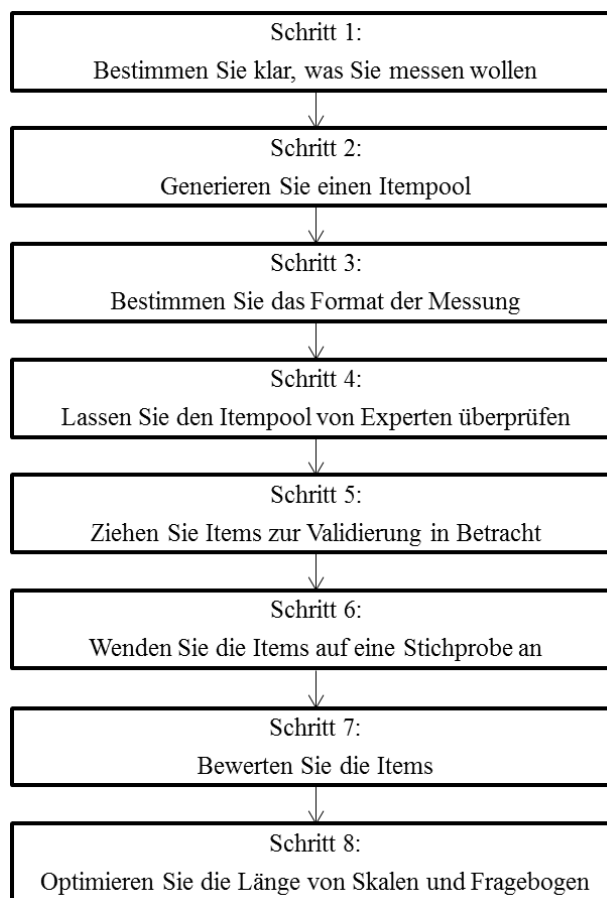 Schritt 1:
Bestimmen Sie klar, was Sie messen wollen
Schritt 2:
Generieren Sie einen Itempool
Schritt 3:
Bestimmen Sie das Format der Messung
Schritt 4:
Lassen Sie den Itempool von Experten überprüfen
Schritt 5:
Ziehen Sie Items zur Validierung in Betracht
Schritt 6:
Wenden Sie die Items auf eine Stichprobe an
Schritt 7:
Bewerten Sie die Items
Schritt 8:
Optimieren Sie die Länge von Skalen und Fragebogen